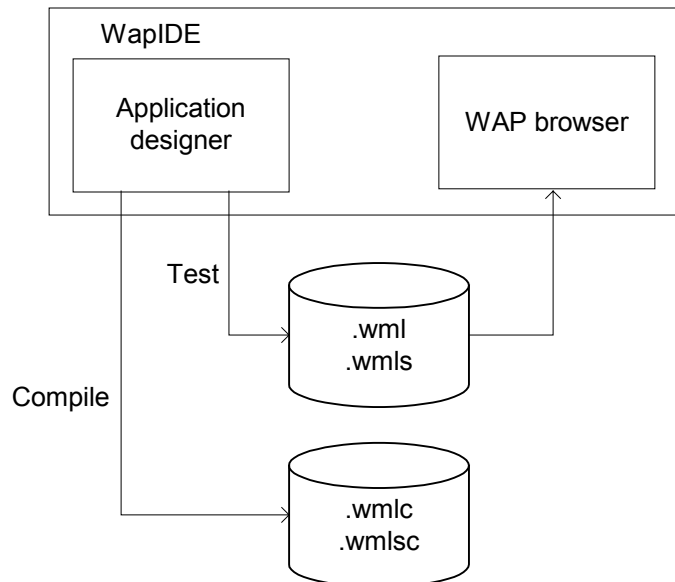 WapIDE
Application
designer
WAP browser
Test
.wml
.wmls
Compile
.wmlc
.wmlsc